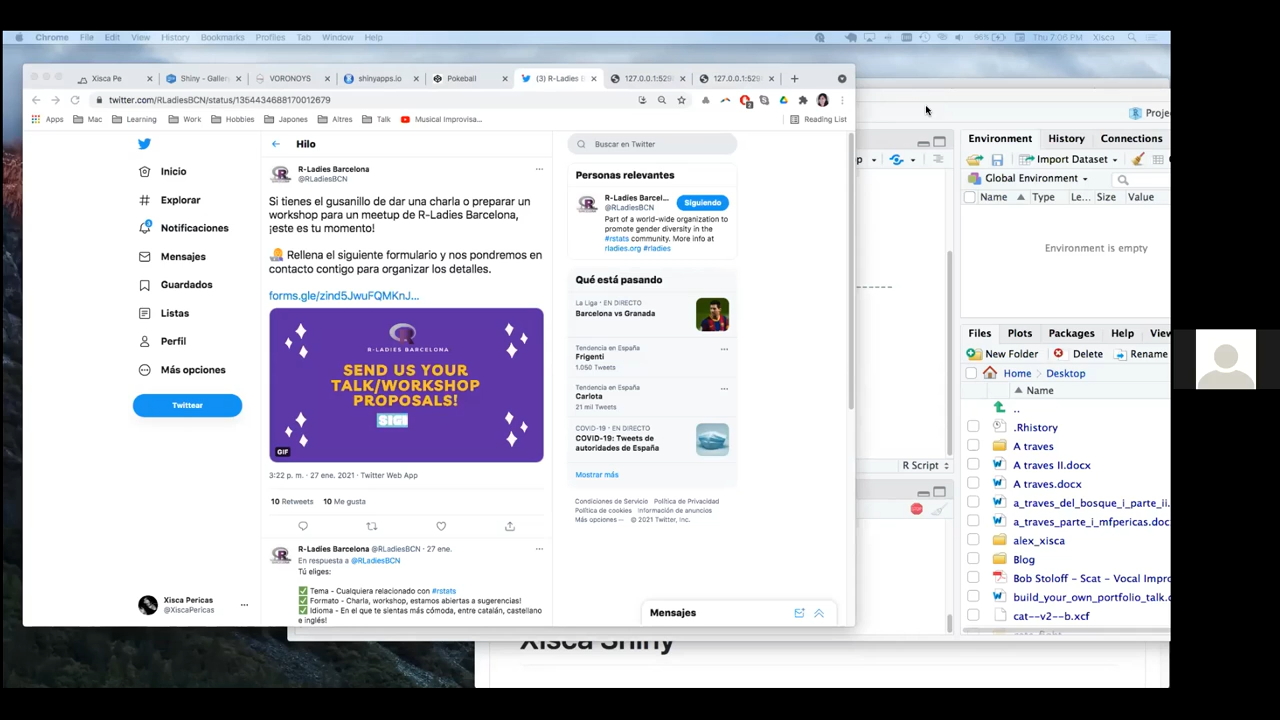 Chrome File Edit View History Bookmarks Profiles Tab Window Help 96% Thu 7:06 PM Xisca
Xisca Pe
Shiny - Galler
VORONOYS
shinyapps.io
Pokeball
(3) R-Ladies B
127.0.0.1:529
127.0.0.1:529
twitter.com/RLadiesBCN/status/1354434688170012679
Apps Mac Learning Work Hobbies Japones Altres Talk Musical Improvisa... Reading List
Inicio
Explorar
Notificaciones
Mensajes
Guardados
Listas
Perfil
Más opciones
Twittear
Xisca Pericas
@XiscaPericas
Hilo
R-Ladies Barcelona
@RLadiesBCN
Si tienes el gusanillo de dar una charla o preparar un
workshop para un meetup de R-Ladies Barcelona,
¡este es tu momento!
Rellena el siguiente formulario y nos pondremos en
contacto contigo para organizar los detalles.
forms.gle/zind5JwuFQMKnJ...
R-LADIES BARCELONA
SEND US YOUR
TALK/WORKSHOP
PROPOSALS!
GIF
3:22 p. m. · 27 ene. 2021 · Twitter Web App
10 Retweets 10 Me gusta
R-Ladies Barcelona @RLadiesBCN · 27 ene.
En respuesta a @RLadiesBCN
Tú eliges:
Tema - Cualquiera relacionado con #rstats
Formato - Charla, workshop, estamos abiertas a sugerencias!
Idioma - En el que te sientas más cómoda, entre catalán, castellano
e inglés!
Buscar en Twitter
Personas relevantes
R-Ladies Barcel...
@RLadiesBCN
Siguiendo
Part of a world-wide organization to
promote gender diversity in the
#rstats community. More info at
rladies.org #rladies
Qué está pasando
La Liga · EN DIRECTO
Barcelona vs Granada
Tendencia en España
Frigenti
1.050 Tweets
Tendencia en España
Carlota
21 mil Tweets
COVID-19 · EN DIRECTO
COVID-19: Tweets de
autoridades de España
Mostrar más
Condiciones de Servicio Política de Privacidad
Política de cookies Información de anuncios
Más opciones ··· © 2021 Twitter, Inc.
Mensajes
Environment History Connections
Import Dataset
Global Environment
Name Type Le... Size Value
Environment is empty
R Script
Files Plots Packages Help
New Folder Delete Rename
Home Desktop
Name
..
.Rhistory
A traves
A traves II.docx
A traves.docx
a_traves_del_bosque_i_parte_ii.
a_traves_parte_i_mfpericas.doc
alex_xisca
Blog
Bob Stoloff - Scat - Vocal Impro
build_your_own_portfolio_talk.
cat--v2--b.xcf
Xisca Shiny